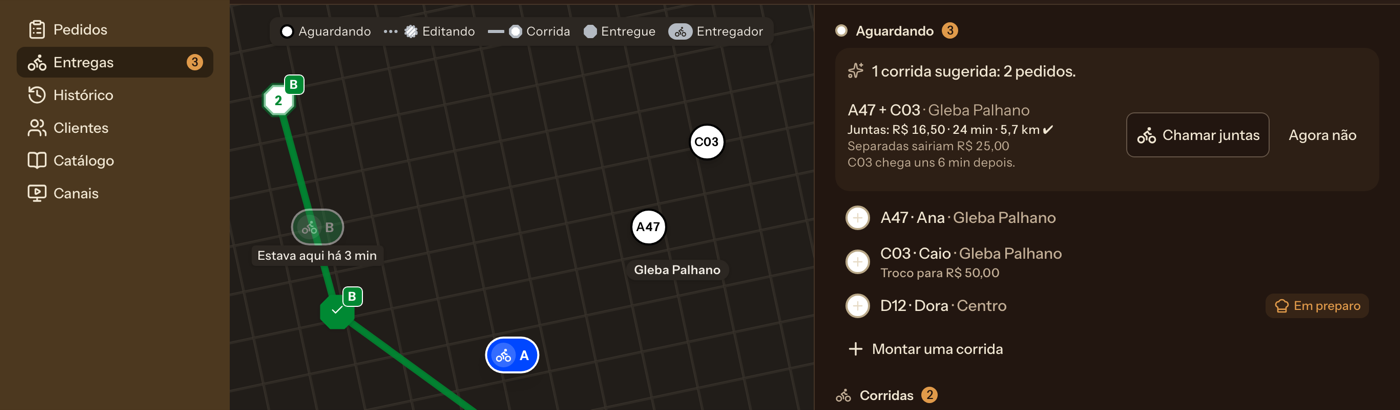 Pedidos
Entregas
3
Histórico
Clientes
Catálogo
Canais
Aguardando
Editando
Corrida
Entregue
Entregador
2
B
C03
B
Estava aqui há 3 min
A47
Gleba Palhano
B
A
Aguardando 3
1 corrida sugerida: 2 pedidos.
A47 + C03 · Gleba Palhano
Juntas: R$ 16,50 · 24 min · 5,7 km ✔
Separadas sairiam R$ 25,00
C03 chega uns 6 min depois.
Chamar juntas
Agora não
A47 · Ana · Gleba Palhano
C03 · Caio · Gleba Palhano
Troco para R$ 50,00
D12 · Dora · Centro
Em preparo
Montar uma corrida
Corridas 2